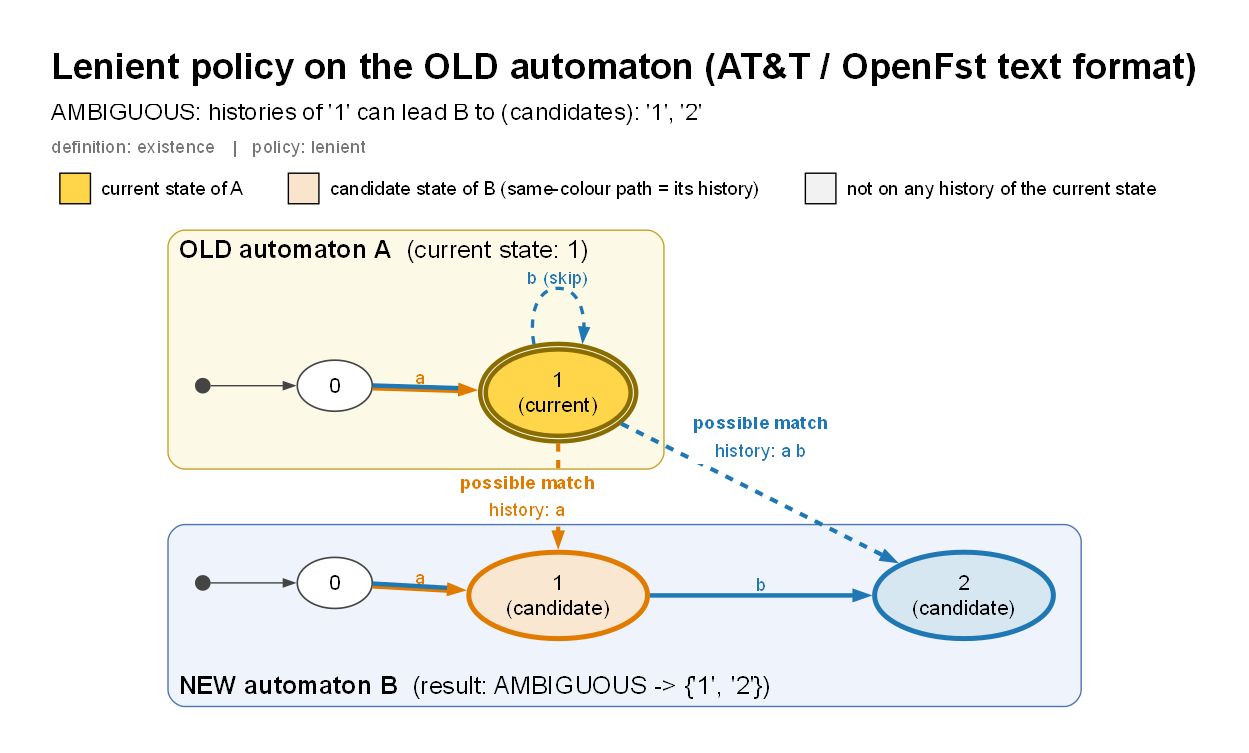 Lenient policy on the OLD automaton (AT&T / OpenFst text format)
AMBIGUOUS: histories of '1' can lead B to (candidates): '1', '2'
definition: existence | policy: lenient
current state of A
candidate state of B (same-colour path = its history)
not on any history of the current state
OLD automaton A (current state: 1)
b (skip)
0
a
1
(current)
possible match
history: a b
possible match
history: a
0
a
1
(candidate)
b
2
(candidate)
NEW automaton B (result: AMBIGUOUS -> {'1', '2'})